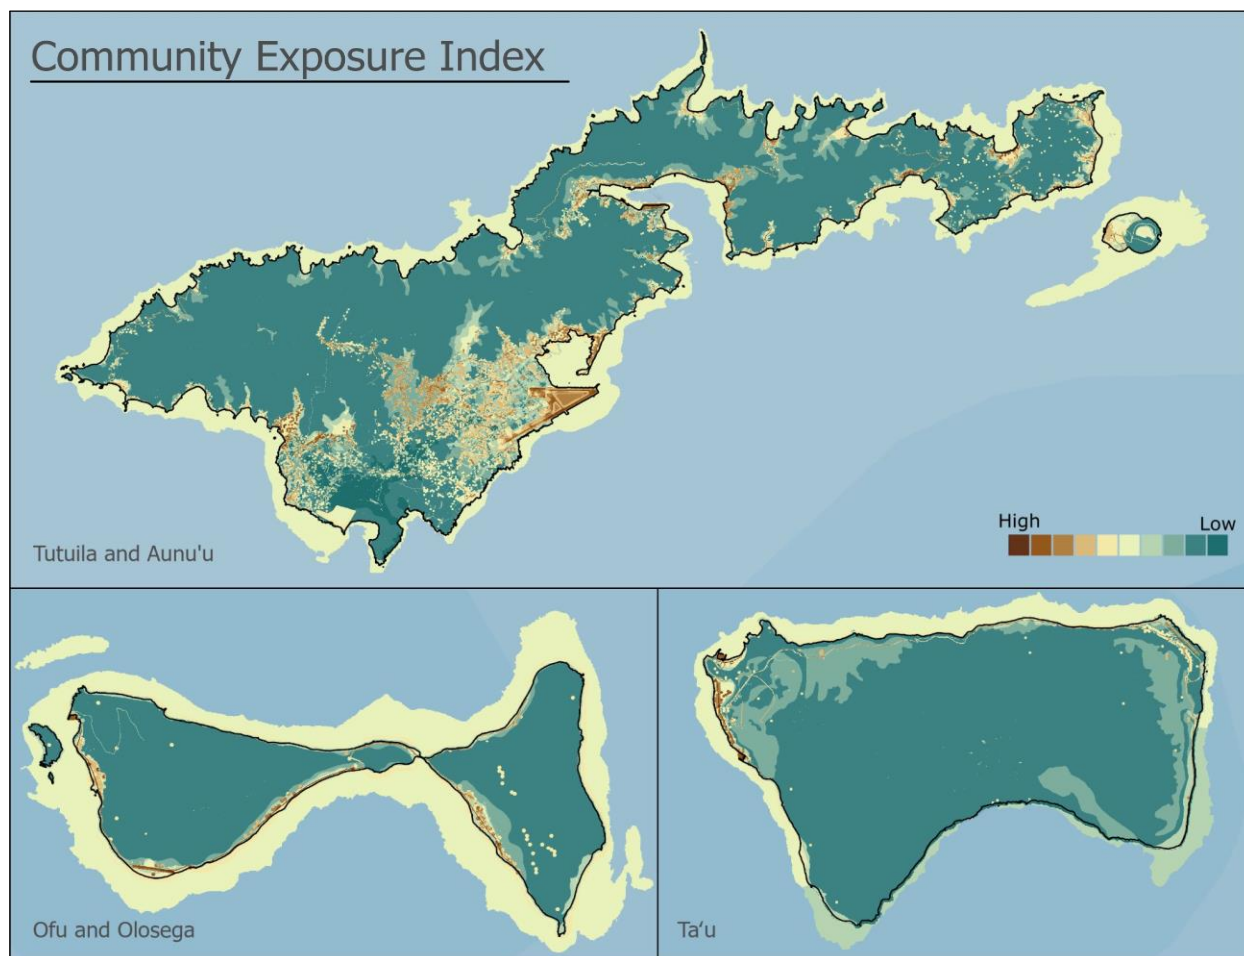 Community Exposure Index
High Low
Tutuila and Aunu'u
Ofu and Olosega
Ta‘u